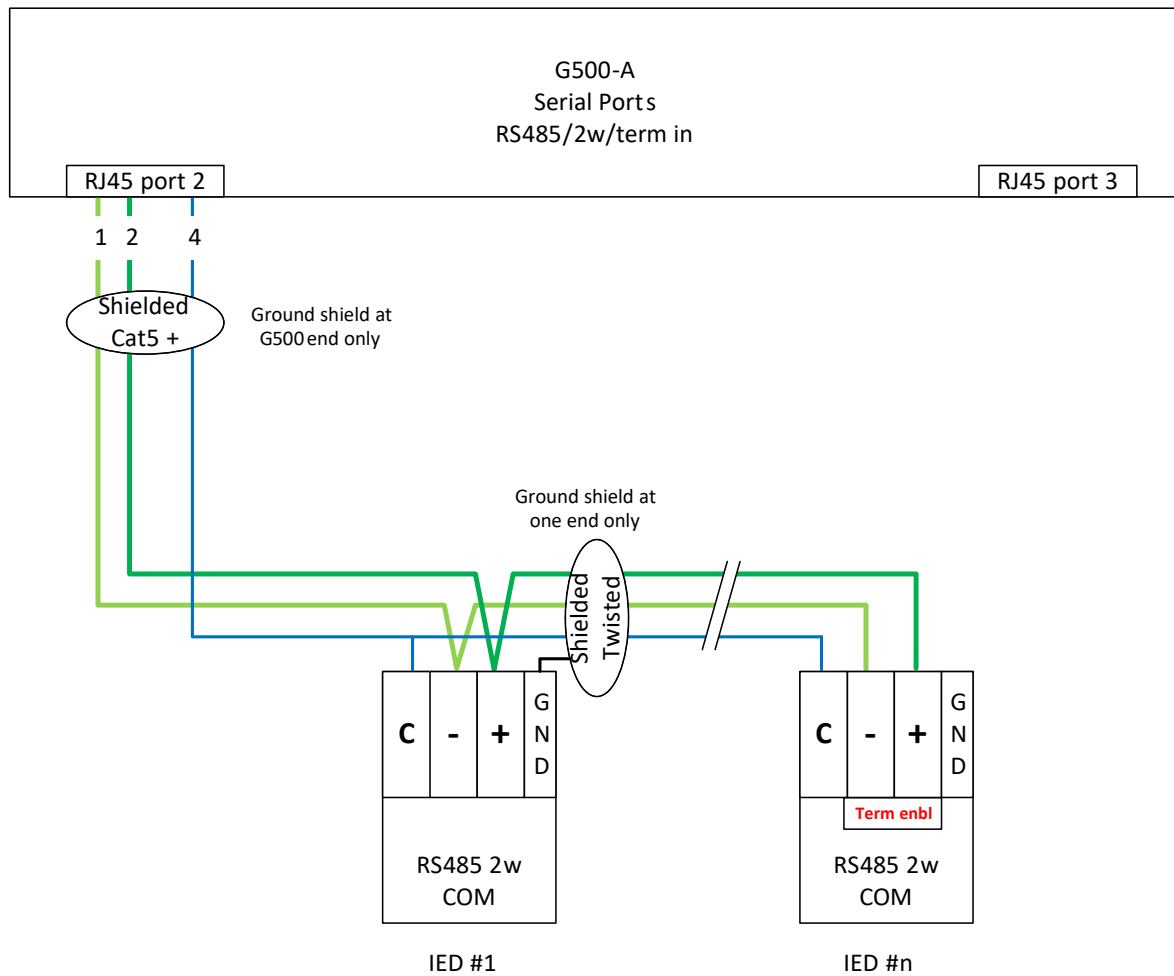 G500-A
Serial Ports
RS485/2w/term in
RJ45 port 2
RJ45 port 3
1 2 4
Shielded
Cat5 +
Ground shield at
G500 end only
Ground shield at
one end only
Shielded
Twisted
C - + GND
C - + GND
Term enbl
RS485 2w
COM
RS485 2w
COM
IED #1
IED #n